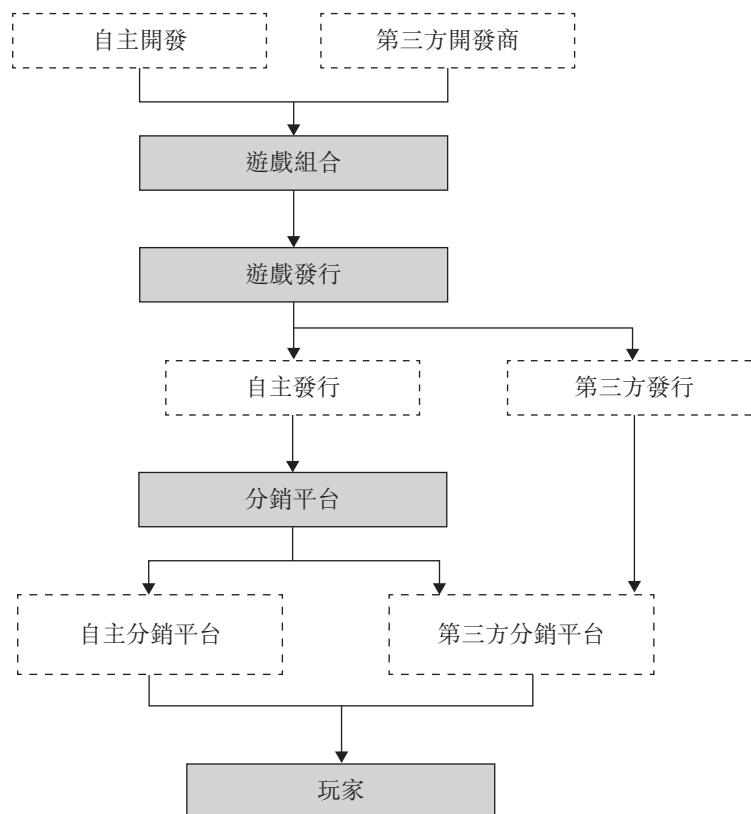 自主開發
第三方開發商
遊戲組合
遊戲發行
自主發行
第三方發行
分銷平台
自主分銷平台
第三方分銷平台
玩家